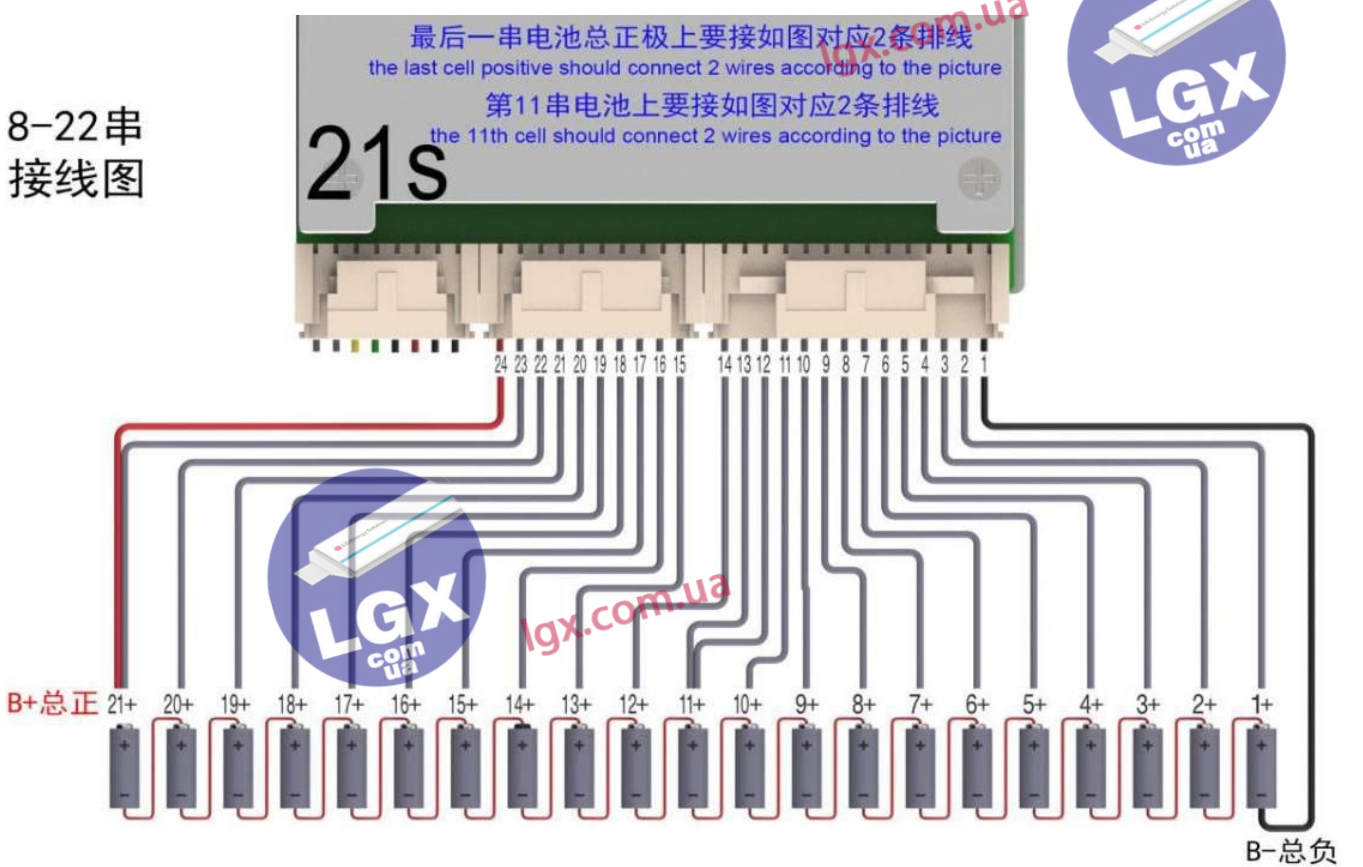 最后一串电池总正极上要接如图对应2条排线
the last cell positive should connect 2 wires according to the picture
第11串电池上要接如图对应2条排线
the 11th cell should connect 2 wires according to the picture
8-22串
接线图
21s
lgx.com.ua
LGX
com
ua
24 23 22 21 20 19 18 17 16 15 14 13 12 11 10 9 8 7 6 5 4 3 2 1
LGX
com
ua
lgx.com.ua
B+总正 21+ 20+ 19+ 18+ 17+ 16+ 15+ 14+ 13+ 12+ 11+ 10+ 9+ 8+ 7+ 6+ 5+ 4+ 3+ 2+ 1+
+ + + + + + + + + + + + + + + + + + + + +
- - - - - - - - - - - - - - - - - - - - -
B-总负